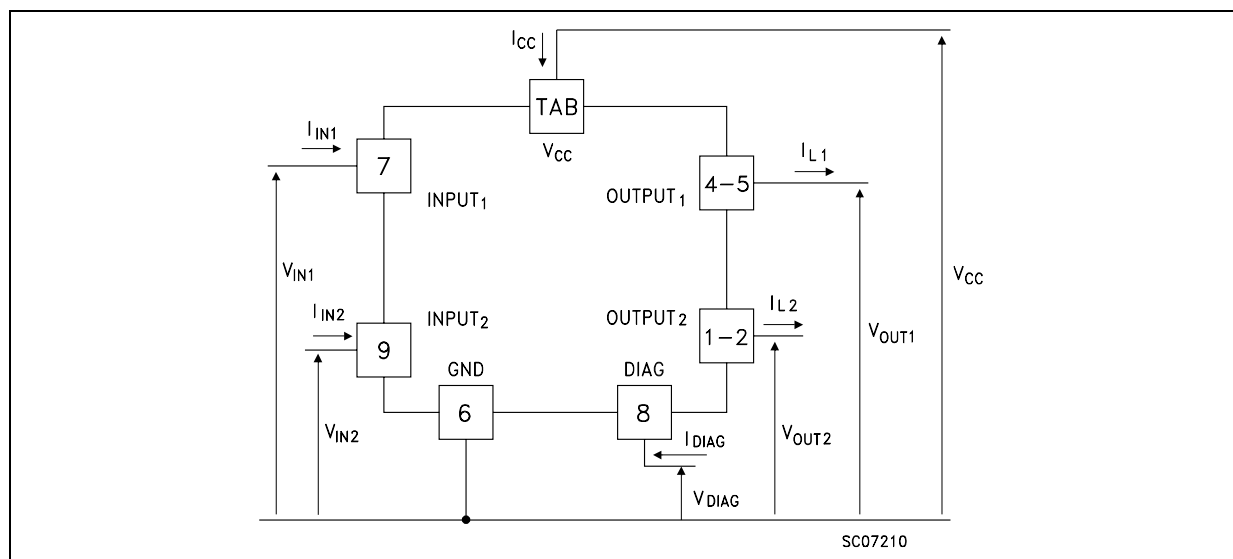 I_CC
TAB
V_CC
I_IN1
7
INPUT_1
OUTPUT_1
4-5
I_L1
V_IN1
V_CC
I_IN2
9
INPUT_2
OUTPUT_2
1-2
I_L2
V_OUT1
GND
6
DIAG
8
V_IN2
I_DIAG
V_OUT2
V_DIAG
SC07210